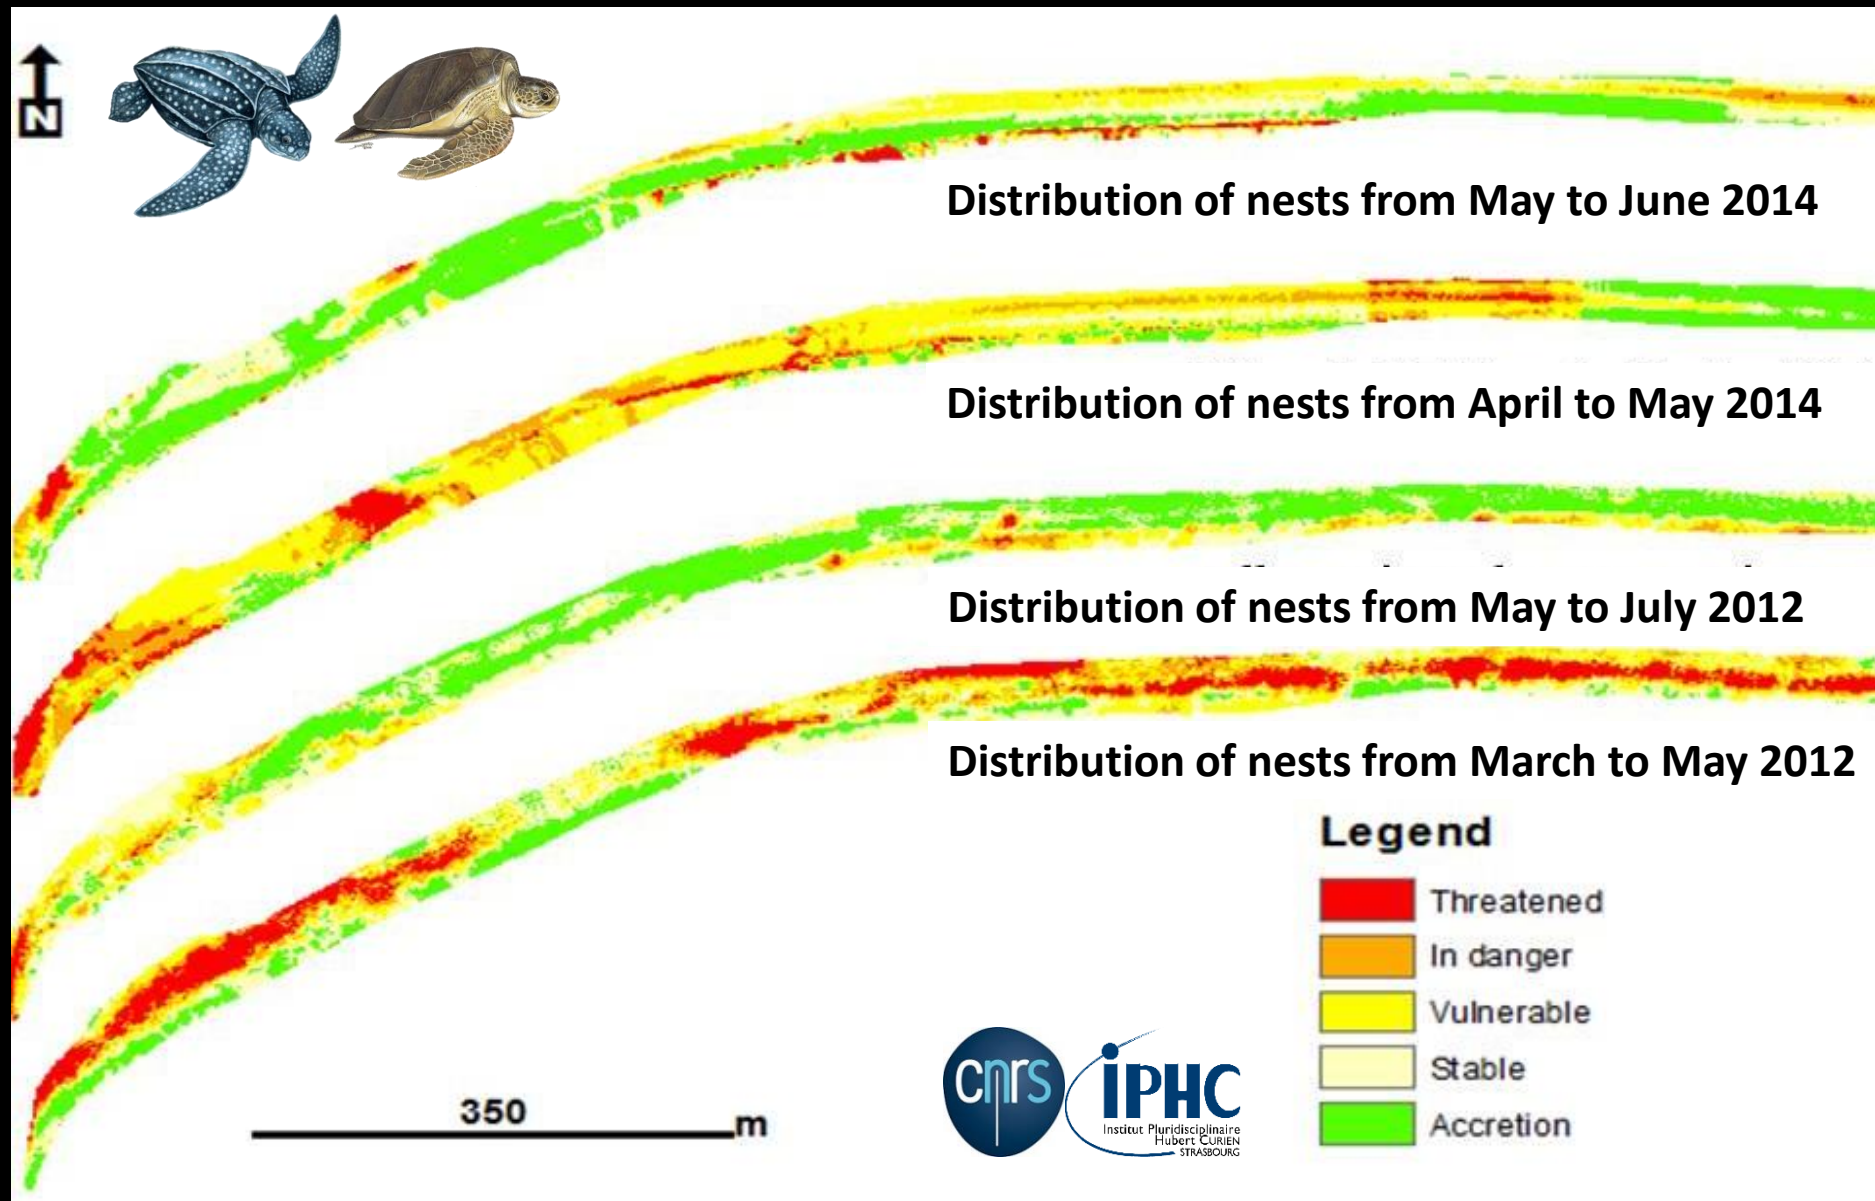 N
Distribution of nests from May to June 2014
Distribution of nests from April to May 2014
Distribution of nests from May to July 2012
Distribution of nests from March to May 2012
Legend
Threatened
In danger
Vulnerable
Stable
Accretion
350
m
cnrs
iPHC
Institut Pluridisciplinaire
Hubert CURIEN
STRASBOURG